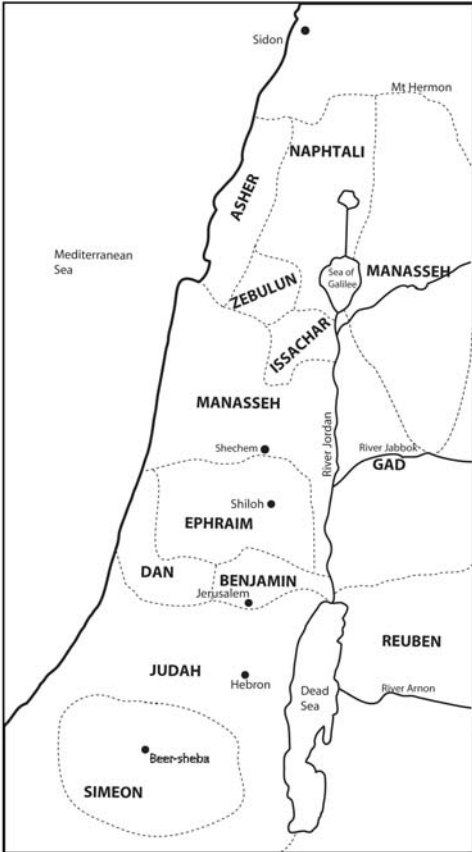 Sidon
Mt Hermon
NAPHTALI
ASHER
Mediterranean
Sea
Sea of
Galilee
MANASSEH
ZEBULUN
ISSACHAR
MANASSEH
River Jordan
Shechem
River Jabbok
GAD
Shiloh
EPHRAIM
DAN
BENJAMIN
Jerusalem
REUBEN
JUDAH
Hebron
Dead
Sea
River Arnon
Beer-sheba
SIMEON